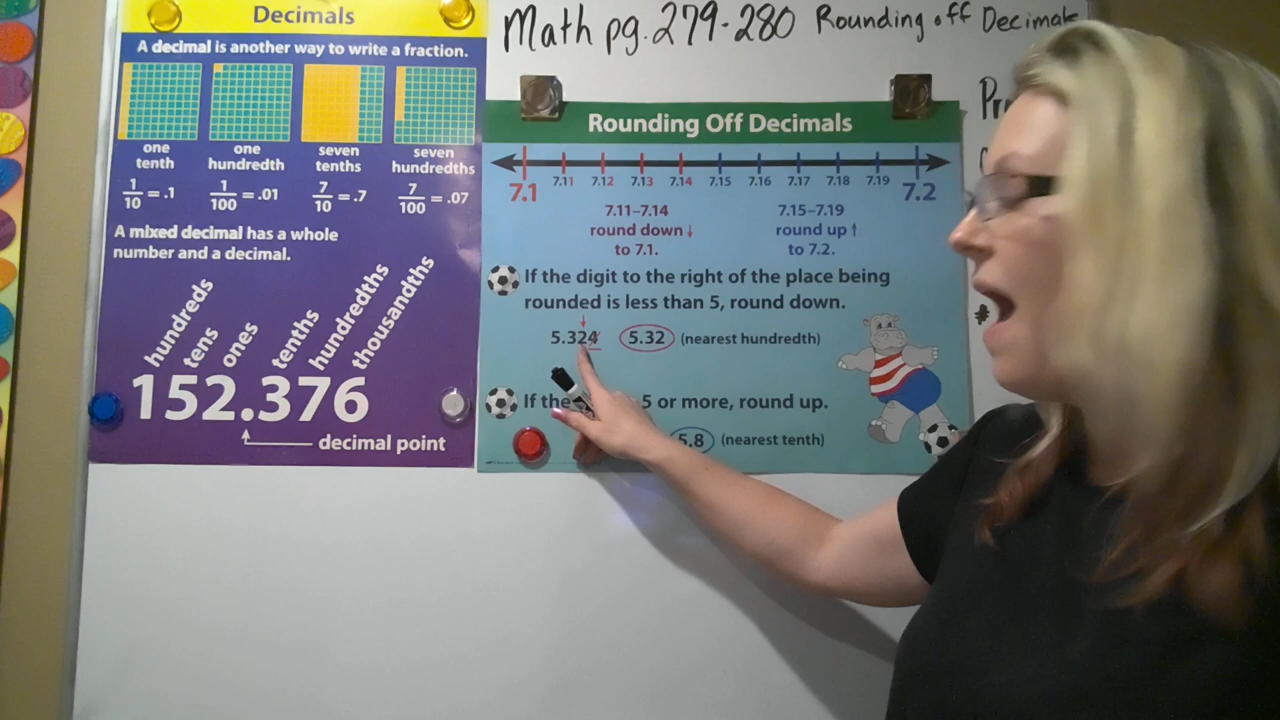 Math pg. 279-280 Rounding off Decimals
Decimals
A decimal is another way to write a fraction.
one tenth
one hundredth
seven tenths
seven hundredths
1/10 = .1
1/100 = .01
7/10 = .7
7/100 = .07
A mixed decimal has a whole
number and a decimal.
hundreds
tens
ones
tenths
hundredths
thousandths
152.376
decimal point
Rounding Off Decimals
7.1 7.11 7.12 7.13 7.14 7.15 7.16 7.17 7.18 7.19 7.2
7.11–7.14
round down ↓
to 7.1.
7.15–7.19
round up ↑
to 7.2.
If the digit to the right of the place being
rounded is less than 5, round down.
5.324 5.32 (nearest hundredth)
If the 5 or more, round up.
5.8 (nearest tenth)